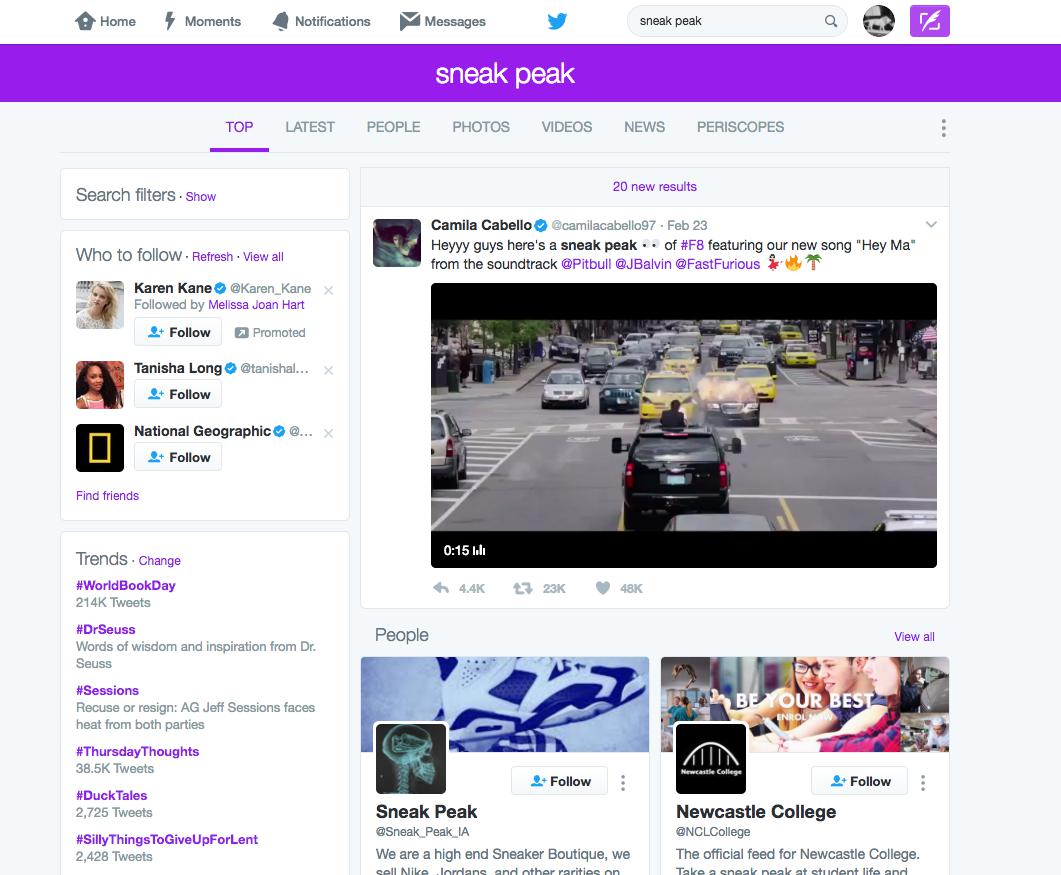 Home
Moments
Notifications
Messages
sneak peak
sneak peak
TOP
LATEST
PEOPLE
PHOTOS
VIDEOS
NEWS
PERISCOPES
Search filters · Show
Who to follow · Refresh · View all
Karen Kane @Karen_Kane
Followed by Melissa Joan Hart
Follow
Promoted
Tanisha Long @tanishal...
Follow
National Geographic @...
Follow
Find friends
Trends · Change
#WorldBookDay
214K Tweets
#DrSeuss
Words of wisdom and inspiration from Dr.
Seuss
#Sessions
Recuse or resign: AG Jeff Sessions faces
heat from both parties
#ThursdayThoughts
38.5K Tweets
#DuckTales
2,725 Tweets
#SillyThingsToGiveUpForLent
2,428 Tweets
20 new results
Camila Cabello @camilacabello97 · Feb 23
Heyyy guys here's a sneak peak 👀 of #F8 featuring our new song "Hey Ma"
from the soundtrack @Pitbull @JBalvin @FastFurious 💃🔥🌴
0:15
4.4K
23K
48K
People
View all
Follow
Sneak Peak
@Sneak_Peak_IA
We are a high end Sneaker Boutique, we
sell Nike, Jordans, and other rarities on
BE YOUR BEST
ENROL NOW
Newcastle College
Follow
Newcastle College
@NCLCollege
The official feed for Newcastle College.
Take a sneak peak at student life and